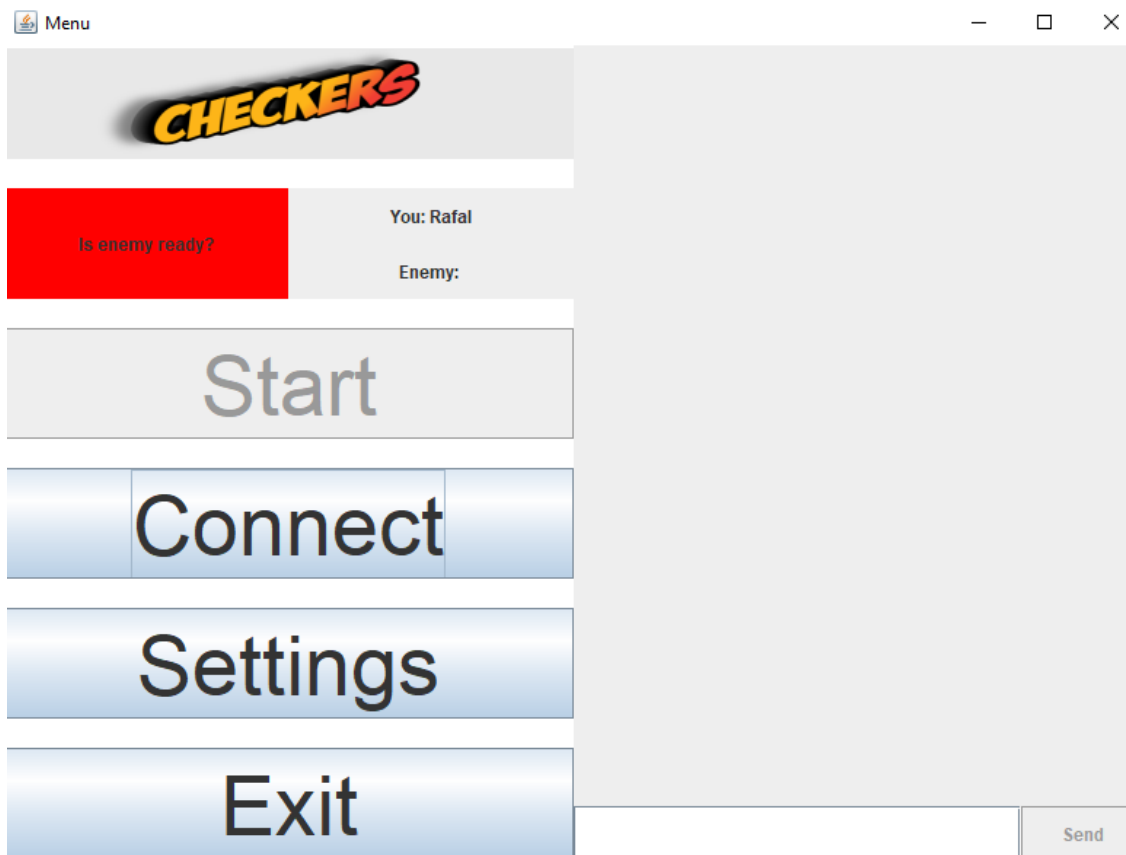 Menu
CHECKERS
Is enemy ready?
You: Rafal
Enemy:
Start
Connect
Settings
Exit
Send